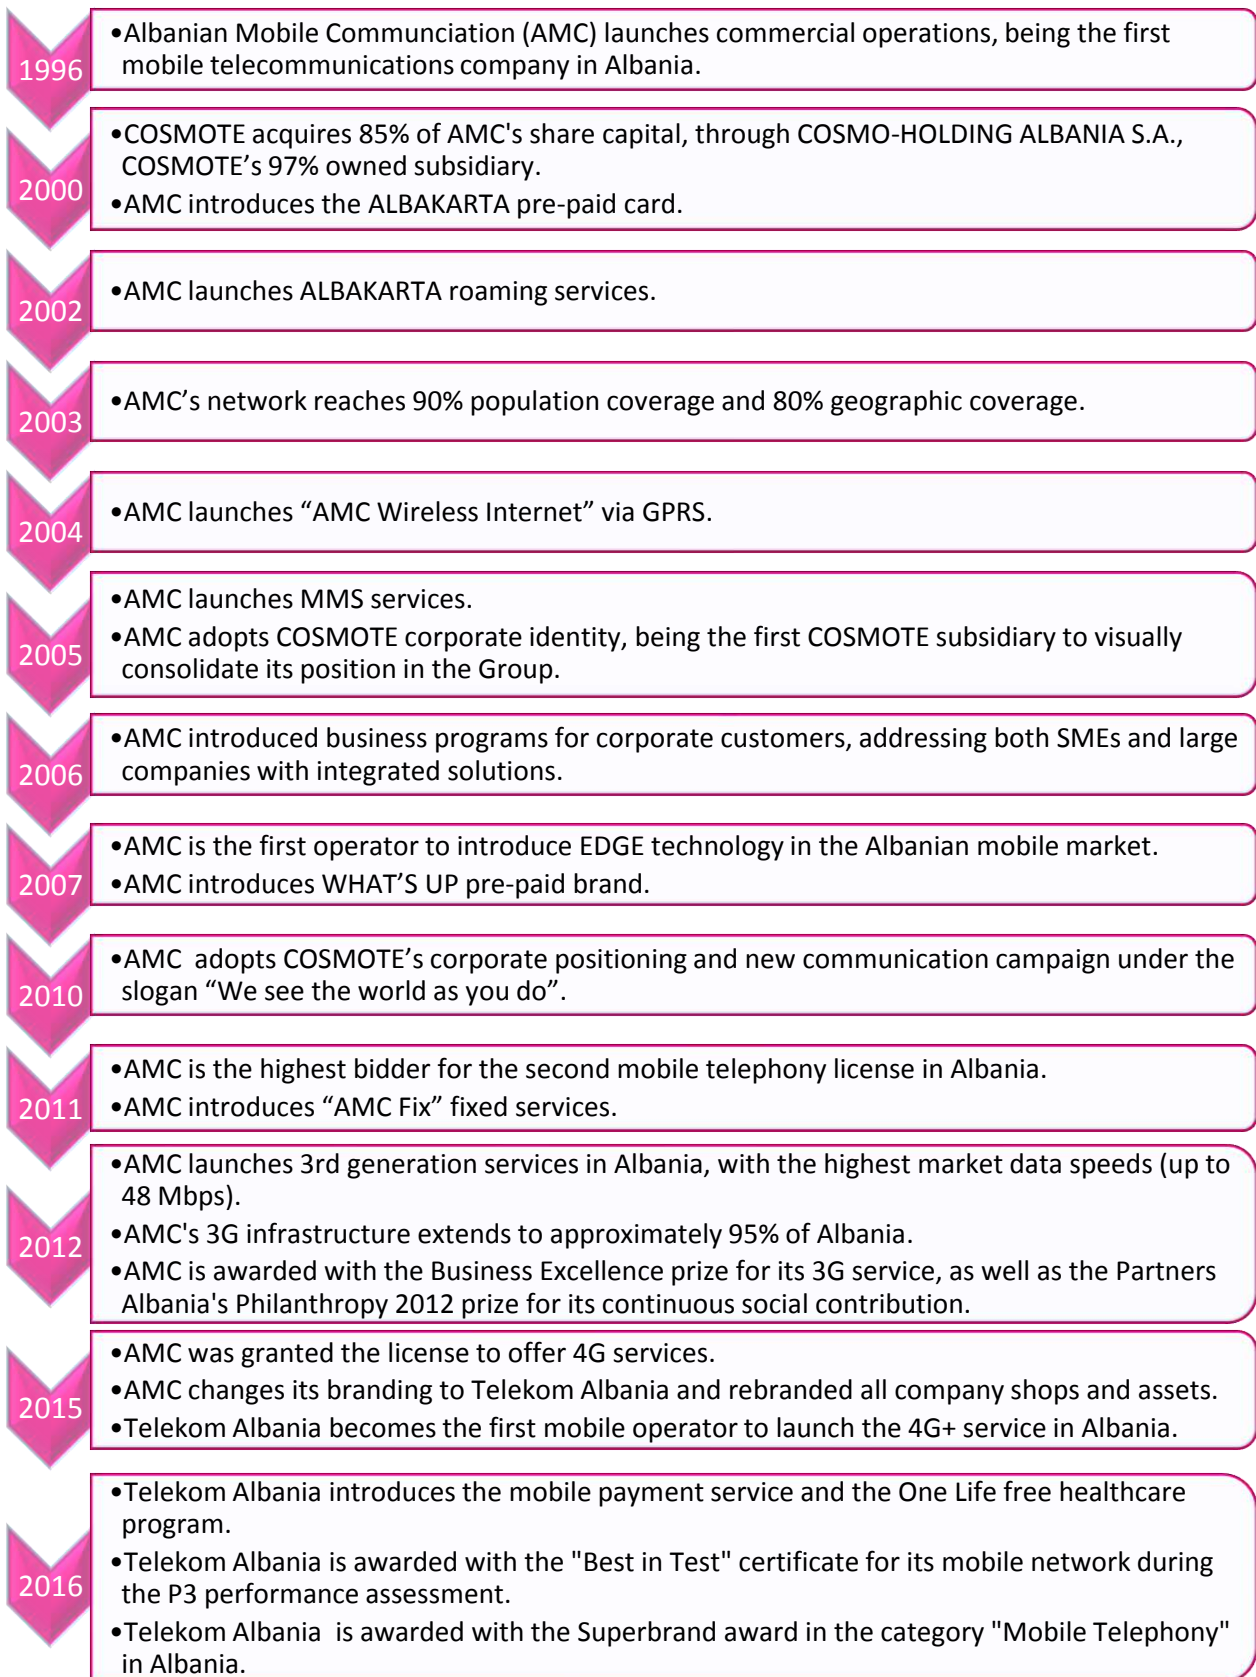 1996
•Albanian Mobile Communciation (AMC) launches commercial operations, being the first
mobile telecommunications company in Albania.
2000
•COSMOTE acquires 85% of AMC's share capital, through COSMO-HOLDING ALBANIA S.A.,
COSMOTE’s 97% owned subsidiary.
•AMC introduces the ALBAKARTA pre-paid card.
2002
•AMC launches ALBAKARTA roaming services.
2003
•AMC’s network reaches 90% population coverage and 80% geographic coverage.
2004
•AMC launches “AMC Wireless Internet” via GPRS.
2005
•AMC launches MMS services.
•AMC adopts COSMOTE corporate identity, being the first COSMOTE subsidiary to visually
consolidate its position in the Group.
2006
•AMC introduced business programs for corporate customers, addressing both SMEs and large
companies with integrated solutions.
2007
•AMC is the first operator to introduce EDGE technology in the Albanian mobile market.
•AMC introduces WHAT’S UP pre-paid brand.
2010
•AMC  adopts COSMOTE’s corporate positioning and new communication campaign under the
slogan “We see the world as you do”.
2011
•AMC is the highest bidder for the second mobile telephony license in Albania.
•AMC introduces “AMC Fix” fixed services.
2012
•AMC launches 3rd generation services in Albania, with the highest market data speeds (up to
48 Mbps).
•AMC's 3G infrastructure extends to approximately 95% of Albania.
•AMC is awarded with the Business Excellence prize for its 3G service, as well as the Partners
Albania's Philanthropy 2012 prize for its continuous social contribution.
2015
•AMC was granted the license to offer 4G services.
•AMC changes its branding to Telekom Albania and rebranded all company shops and assets.
•Telekom Albania becomes the first mobile operator to launch the 4G+ service in Albania.
2016
•Telekom Albania introduces the mobile payment service and the One Life free healthcare
program.
•Telekom Albania is awarded with the "Best in Test" certificate for its mobile network during
the P3 performance assessment.
•Telekom Albania  is awarded with the Superbrand award in the category "Mobile Telephony"
in Albania.